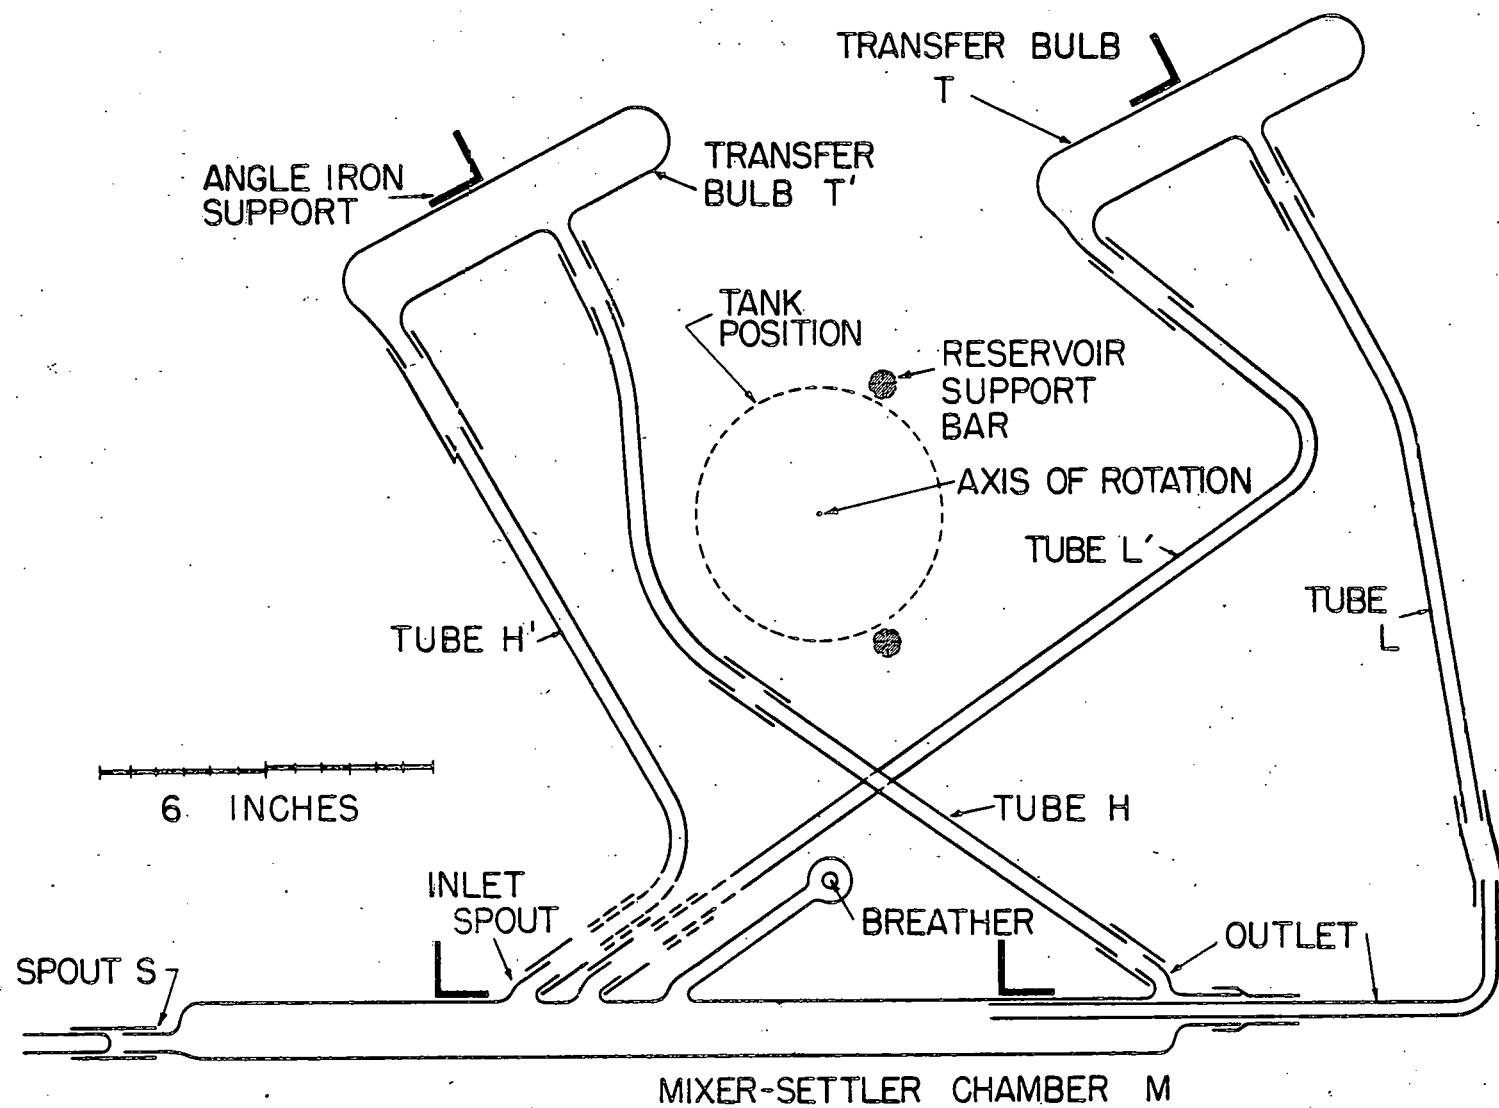 TRANSFER BULB
T
ANGLE IRON
SUPPORT
TRANSFER
BULB T'
TANK
POSITION
RESERVOIR
SUPPORT
BAR
AXIS OF ROTATION
TUBE L'
TUBE
L
TUBE H'
6 INCHES
TUBE H
INLET
SPOUT
BREATHER
OUTLET
SPOUT S
MIXER-SETTLER CHAMBER M